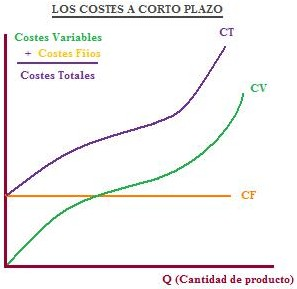 LOS COSTES A CORTO PLAZO
Costes Variables
+ Costes Fijos
Costes Totales
CT
CV
CF
Q (Cantidad de producto)